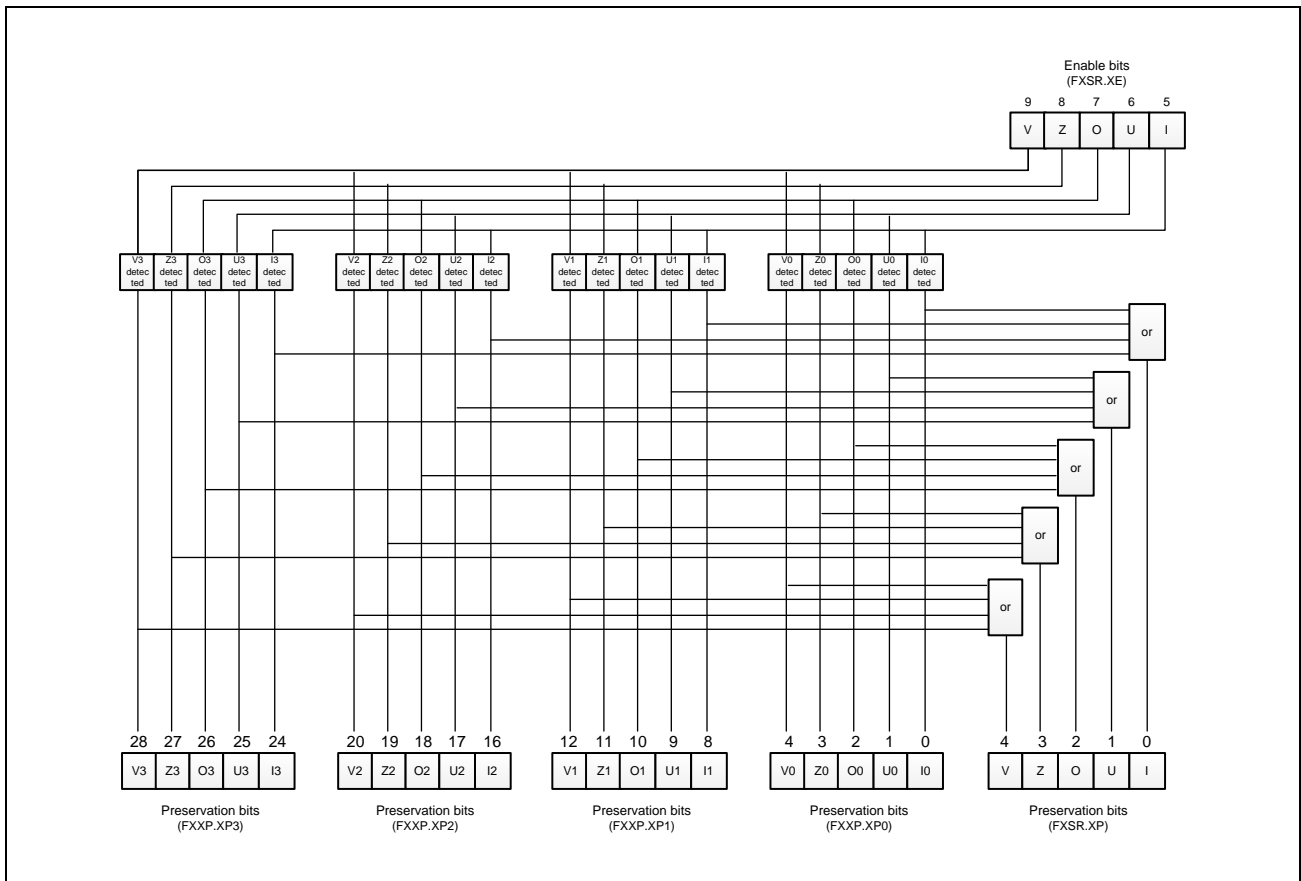 Enable bits
(FXSR.XE)
9 8 7 6 5
V Z O U I
V3 detec ted Z3 detec ted O3 detec ted U3 detec ted I3 detec ted
V2 detec ted Z2 detec ted O2 detec ted U2 detec ted I2 detec ted
V1 detec ted Z1 detec ted O1 detec ted U1 detec ted I1 detec ted
V0 detec ted Z0 detec ted O0 detec ted U0 detec ted I0 detec ted
or
or
or
or
or
28 27 26 25 24
V3 Z3 O3 U3 I3
Preservation bits
(FXXP.XP3)
20 19 18 17 16
V2 Z2 O2 U2 I2
Preservation bits
(FXXP.XP2)
12 11 10 9 8
V1 Z1 O1 U1 I1
Preservation bits
(FXXP.XP1)
4 3 2 1 0
V0 Z0 O0 U0 I0
Preservation bits
(FXXP.XP0)
4 3 2 1 0
V Z O U I
Preservation bits
(FXSR.XP)